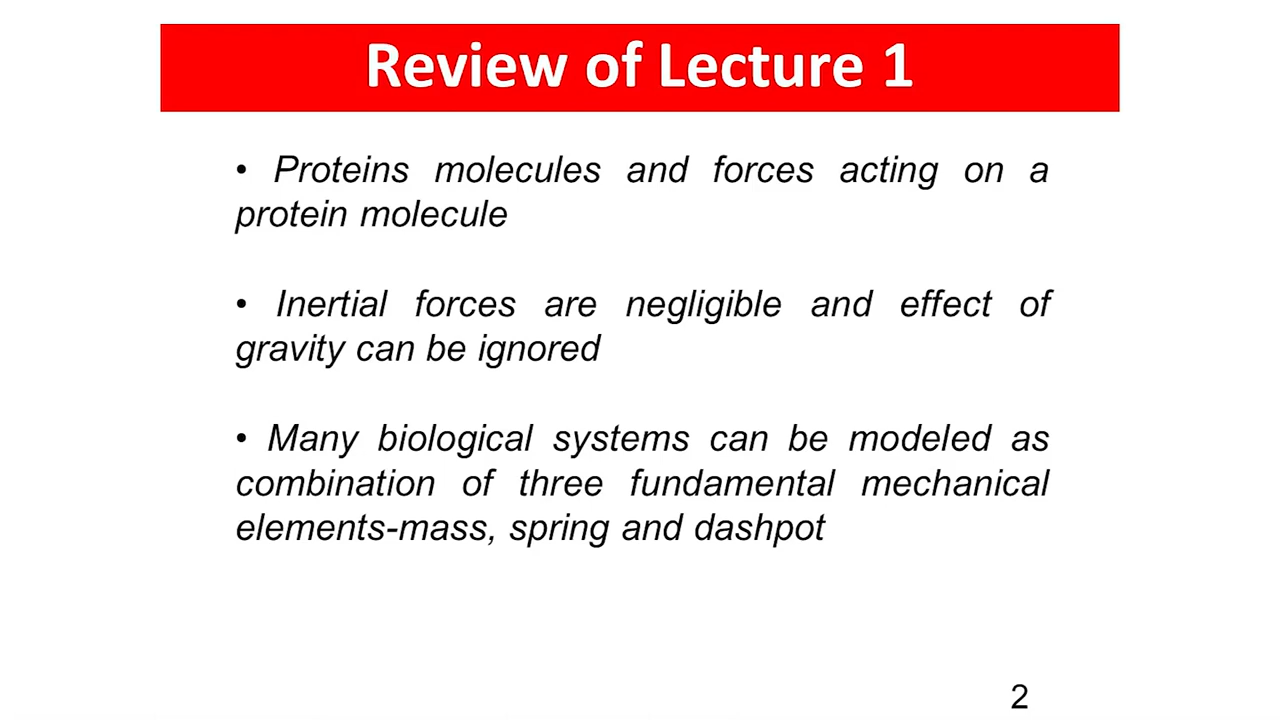 Review of Lecture 1
• Proteins molecules and forces acting on a
protein molecule
• Inertial forces are negligible and effect of
gravity can be ignored
• Many biological systems can be modeled as
combination of three fundamental mechanical
elements-mass, spring and dashpot
2